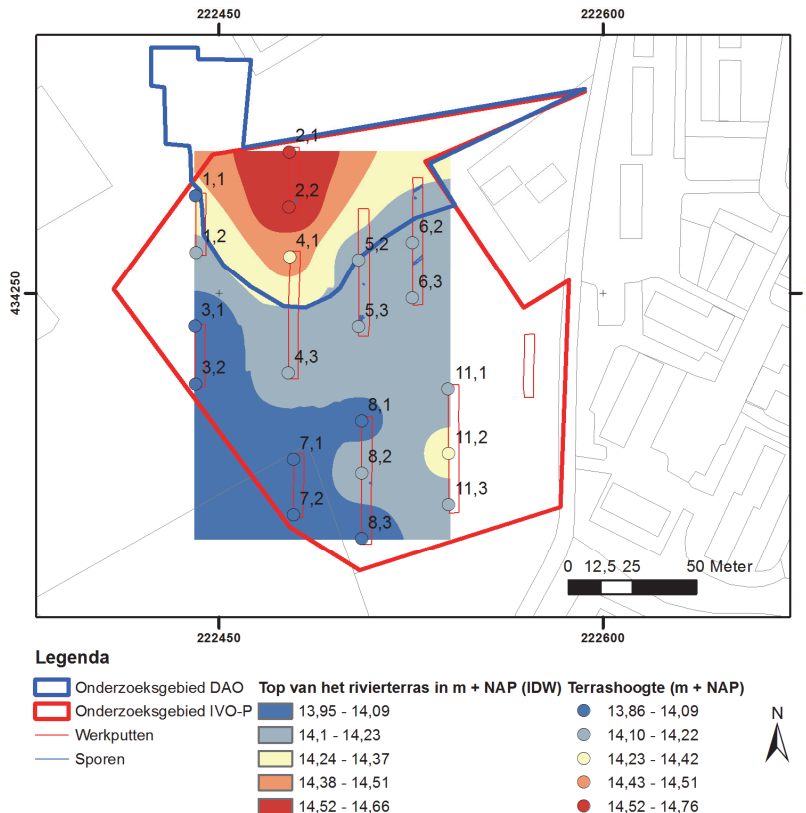 222450 222600
2,1
1,1
2,2
1,2
4,1
5,2
6,2
434250
3,1
5,3
6,3
3,2
4,3
11,1
8,1
11,2
7,1
8,2
11,3
7,2
8,3
0 12,5 25 50 Meter
222450 222600
Legenda
Onderzoeksgebied DAO
Onderzoeksgebied IVO-P
Werkputten
Sporen
Top van het rivierterras in m + NAP (IDW)
13,95 - 14,09
14,1 - 14,23
14,24 - 14,37
14,38 - 14,51
14,52 - 14,66
Terrashoogte (m + NAP)
13,86 - 14,09
14,10 - 14,22
14,23 - 14,42
14,43 - 14,51
14,52 - 14,76
N